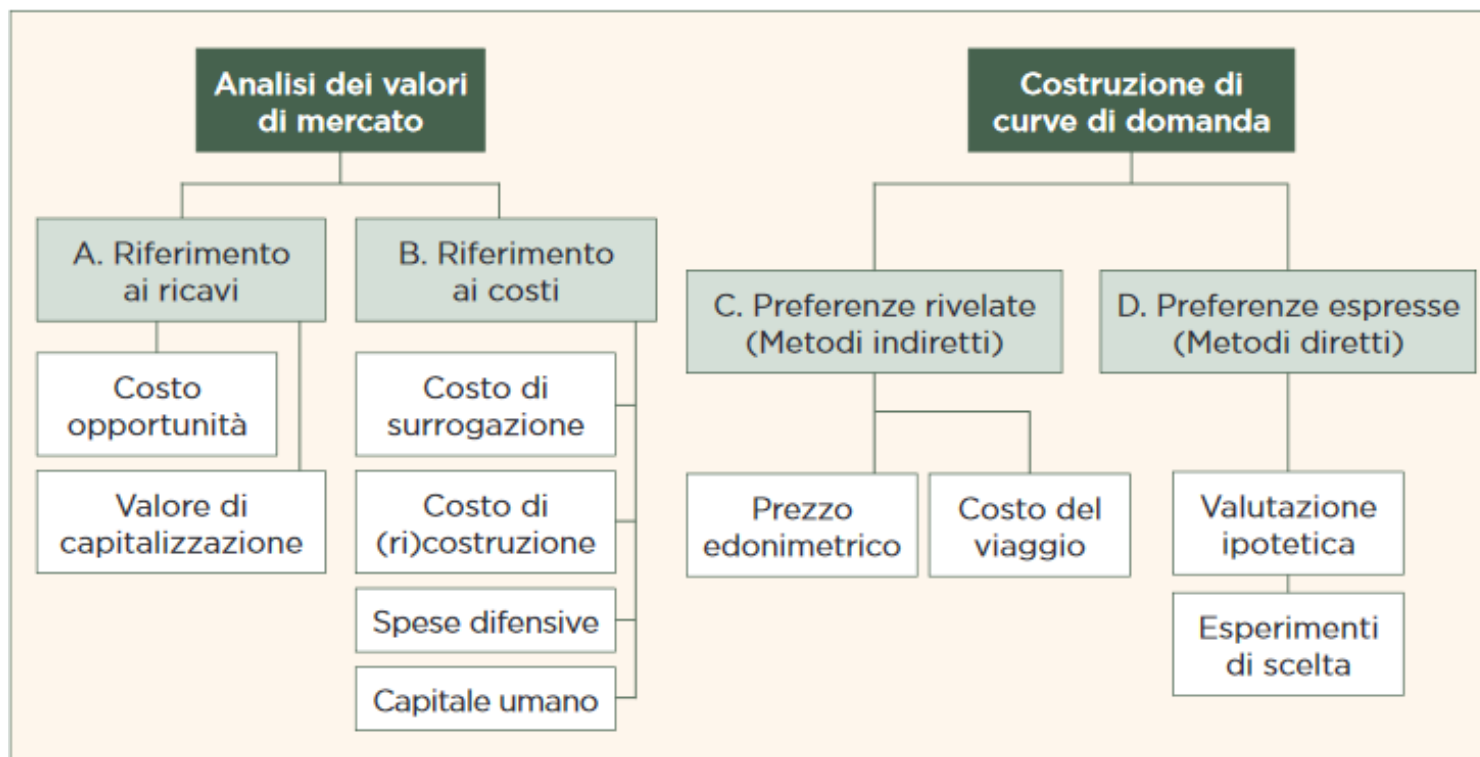 Analisi dei valori
di mercato
A. Riferimento
ai ricavi
Costo
opportunità
Valore di
capitalizzazione
B. Riferimento
ai costi
Costo di
surrogazione
Costo di
(ri)costruzione
Spese difensive
Capitale umano
Costruzione di
curve di domanda
C. Preferenze rivelate
(Metodi indiretti)
Prezzo
edonimetrico
Costo del
viaggio
D. Preferenze espresse
(Metodi diretti)
Valutazione
ipotetica
Esperimenti
di scelta